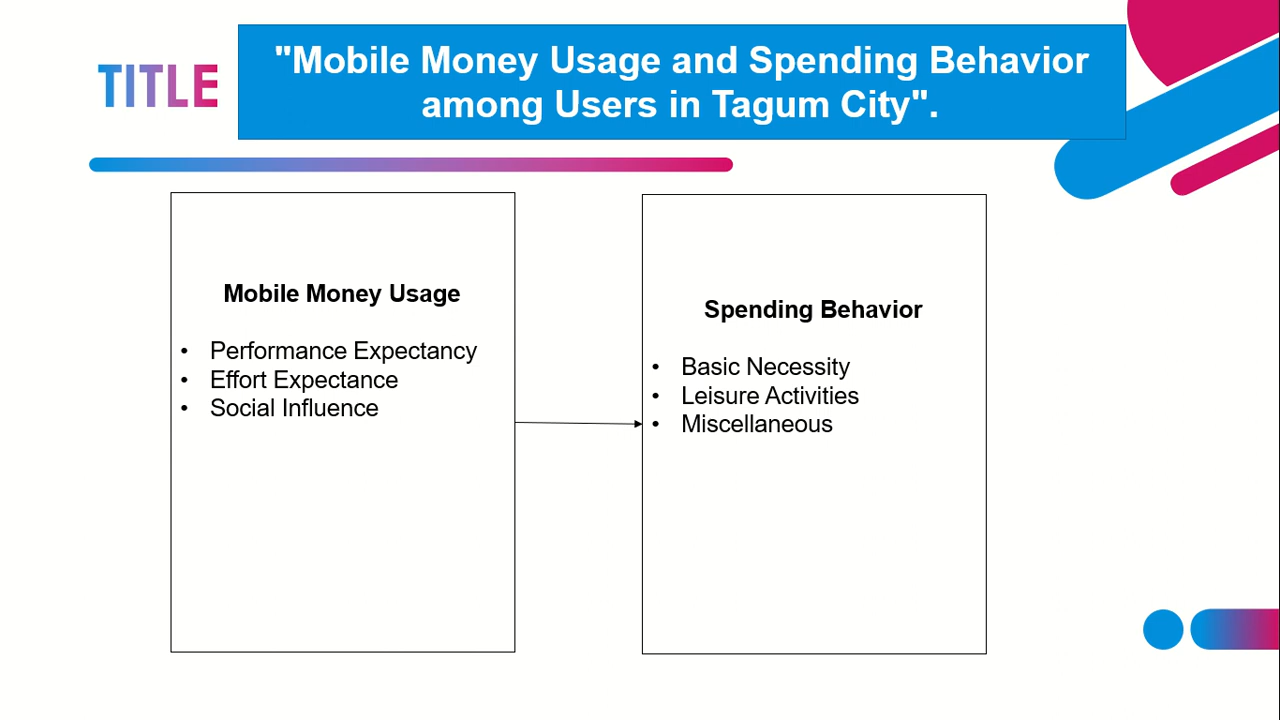 TITLE
"Mobile Money Usage and Spending Behavior
among Users in Tagum City".
Mobile Money Usage
• Performance Expectancy
• Effort Expectance
• Social Influence
Spending Behavior
• Basic Necessity
• Leisure Activities
• Miscellaneous